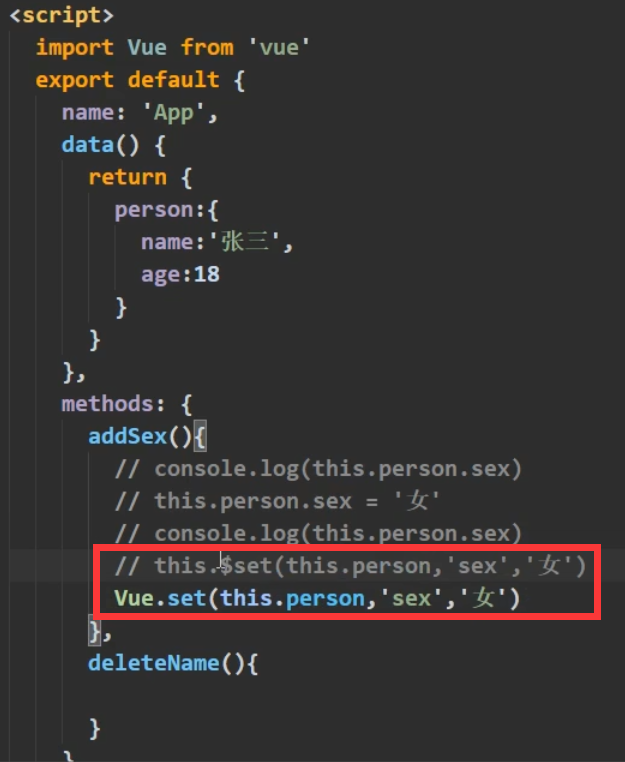 <script>
import Vue from 'vue'
export default {
name: 'App',
data() {
return {
person:{
name:'张三',
age:18
}
}
},
methods: {
addSex(){
// console.log(this.person.sex)
// this.person.sex = '女'
// console.log(this.person.sex)
// this.$set(this.person,'sex','女')
Vue.set(this.person,'sex','女')
},
deleteName(){
}
}